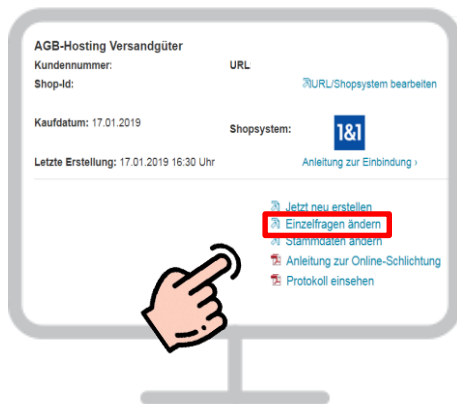 AGB-Hosting Versandgüter
Kundennummer: URL
Shop-Id: URL/Shopsystem bearbeiten
Kaufdatum: 17.01.2019 Shopsystem: 1&1
Letzte Erstellung: 17.01.2019 16:30 Uhr Anleitung zur Einbindung ›
Jetzt neu erstellen
Einzelfragen ändern
Stammdaten ändern
Anleitung zur Online-Schlichtung
Protokoll einsehen